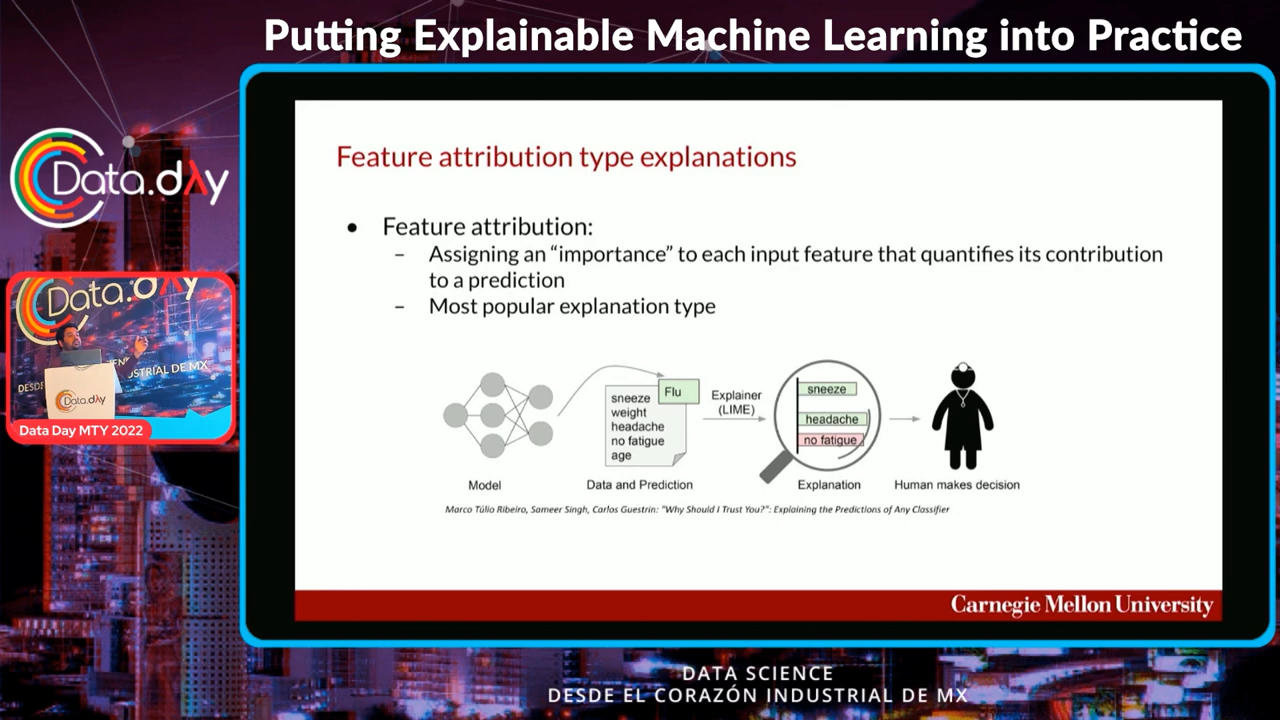 Putting Explainable Machine Learning into Practice
Data.day
Data.day
DESDE
INDUSTRIAL DE MX
Data.day
Data Day MTY 2022
Feature attribution type explanations
• Feature attribution:
– Assigning an “importance” to each input feature that quantifies its contribution
to a prediction
– Most popular explanation type
Flu
sneeze
weight
headache
no fatigue
age
Explainer
(LIME)
sneeze
headache
no fatigue
Model
Data and Prediction
Explanation
Human makes decision
Marco Túlio Ribeiro, Sameer Singh, Carlos Guestrin: "Why Should I Trust You?": Explaining the Predictions of Any Classifier
Carnegie Mellon University
DATA SCIENCE
DESDE EL CORAZÓN INDUSTRIAL DE MX